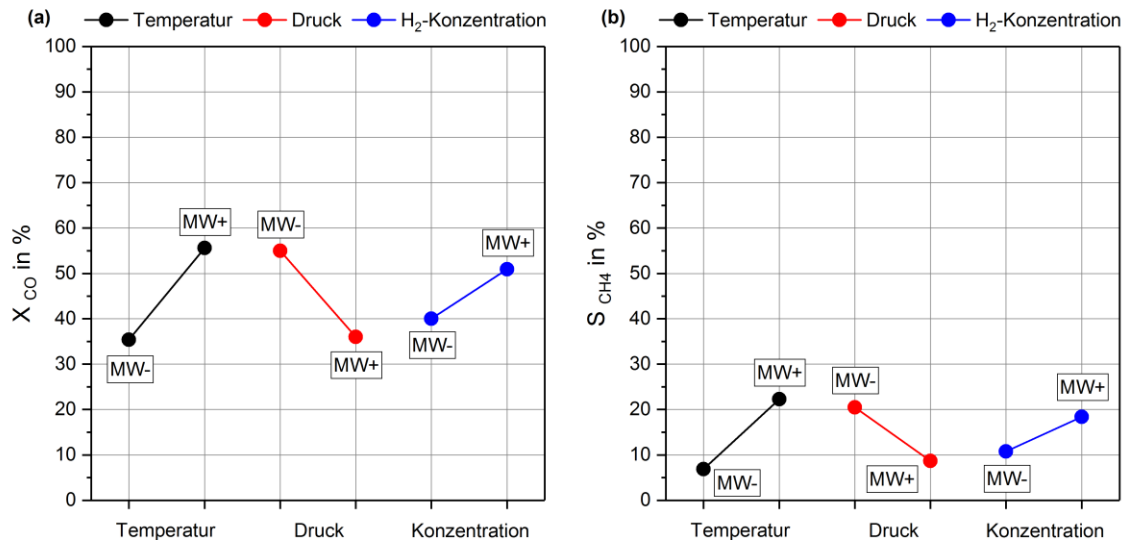 (a) Temperatur Druck H₂-Konzentration
100
90
80
70
60
50
40
30
20
10
0
X CO in %
MW-
MW+
MW-
MW+
MW-
MW+
Temperatur Druck Konzentration
(b) Temperatur Druck H₂-Konzentration
100
90
80
70
60
50
40
30
20
10
0
S CH4 in %
MW-
MW+
MW-
MW+
MW-
MW+
Temperatur Druck Konzentration